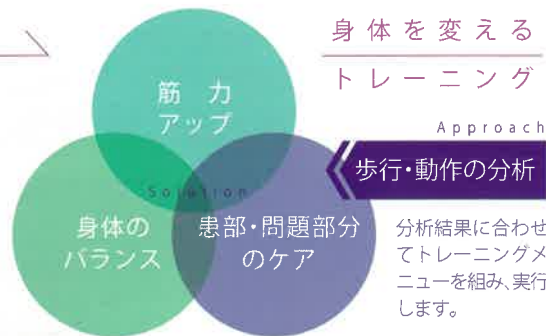 身体を変える
トレーニング
筋 力
アップ
Approach
歩行・動作の分析
Solution
身体の
バランス
患部・問題部分
のケア
分析結果に合わせ
てトレーニングメ
ニューを組み、実行
します。